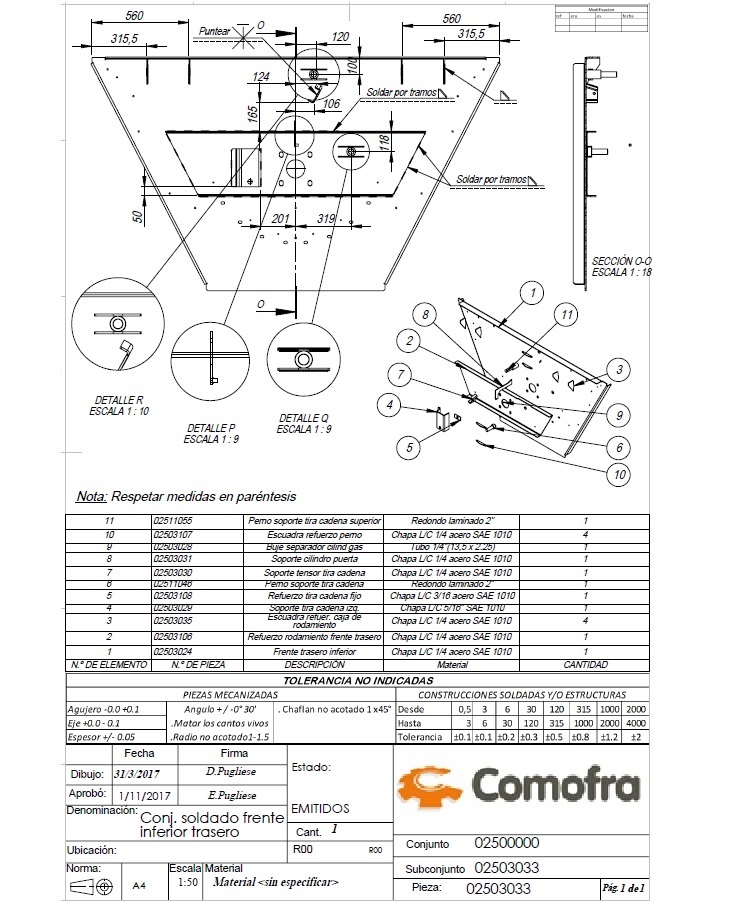 Modificacion
ref
fecha
560
315,5
Puntear
O
120
560
315,5
100
124
106
165
Soldar por tramos
118
Soldar por tramos
50
201
319
O
SECCIÓN O-O
ESCALA 1 : 18
DETALLE R
ESCALA 1 : 10
DETALLE P
ESCALA 1 : 9
DETALLE Q
ESCALA 1 : 9
1
11
8
2
7
3
4
9
5
6
10
Nota: Respetar medidas en paréntesis
11 02511055 Perno soporte tira cadena superior Redondo laminado 2" 1
10 02503107 Escuadra refuerzo perno Chapa L/C 1/4 acero SAE 1010 4
9 02503028 Buje separador cilind gas Tubo 1/4"(13,5 x 2.25) 1
8 02503031 Soporte cilindro puerta Chapa L/C 1/4 acero SAE 1010 1
7 02503030 Soporte tensor tira cadena Chapa L/C 1/4 acero SAE 1010 1
6 02511046 Perno soporte tira cadena Redondo laminado 2" 1
5 02503108 Refuerzo tira cadena fijo Chapa L/C 3/16 acero SAE 1010 1
4 02503029 Soporte tira cadena izq. Chapa L/C 5/16" SAE 1010 1
3 02503035 Escuadra refuer. caja de rodamiento Chapa L/C 1/4 acero SAE 1010 4
2 02503106 Refuerzo rodamiento frente trasero Chapa L/C 1/4 acero SAE 1010 1
1 02503024 Frente trasero inferior Chapa L/C 1/4 acero SAE 1010 1
N.º DE ELEMENTO N.º DE PIEZA DESCRIPCIÓN Material CANTIDAD
TOLERANCIA NO INDICADAS
PIEZAS MECANIZADAS CONSTRUCCIONES SOLDADAS Y/O ESTRUCTURAS
Agujero -0.0 +0.1 Angulo + / -0°30' . Chaflan no acotado 1 x45° Desde 0,5 3 6 30 120 315 1000 2000
Eje +0.0 - 0.1 .Matar los cantos vivos Hasta 3 6 30 120 315 1000 2000 4000
Espesor +/- 0.05 .Radio no acotado1-1.5 Tolerancia ±0.1 ±0.1 ±0.2 ±0.3 ±0.5 ±0.8 ±1.2 ±2
Fecha Firma
Dibujo: 31/3/2017 D.Pugliese
Aprobó: 1/11/2017 E.Pugliese
Estado:
EMITIDOS
Comofra
Denominación: Conj. soldado frente
inferior trasero
Cant. 1
Ubicación:
R00 R00
Conjunto 02500000
Subconjunto 02503033
Pieza: 02503033
Pág. 1 de1
Norma:
A4
Escala 1:50
Material
Material <sin especificar>